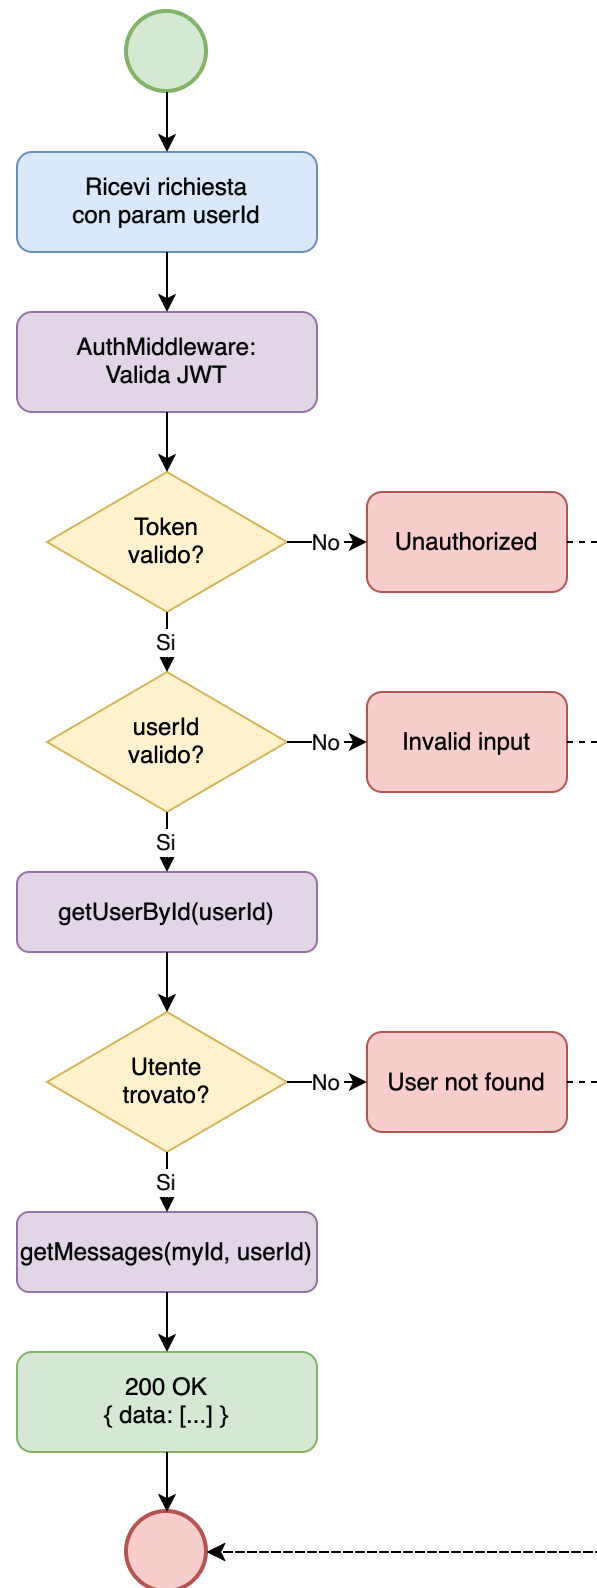 Ricevi richiesta
con param userId
AuthMiddleware:
Valida JWT
Token
valido?
No
Unauthorized
Si
userId
valido?
No
Invalid input
Si
getUserById(userId)
Utente
trovato?
No
User not found
Si
getMessages(myId, userId)
200 OK
{ data: [...] }